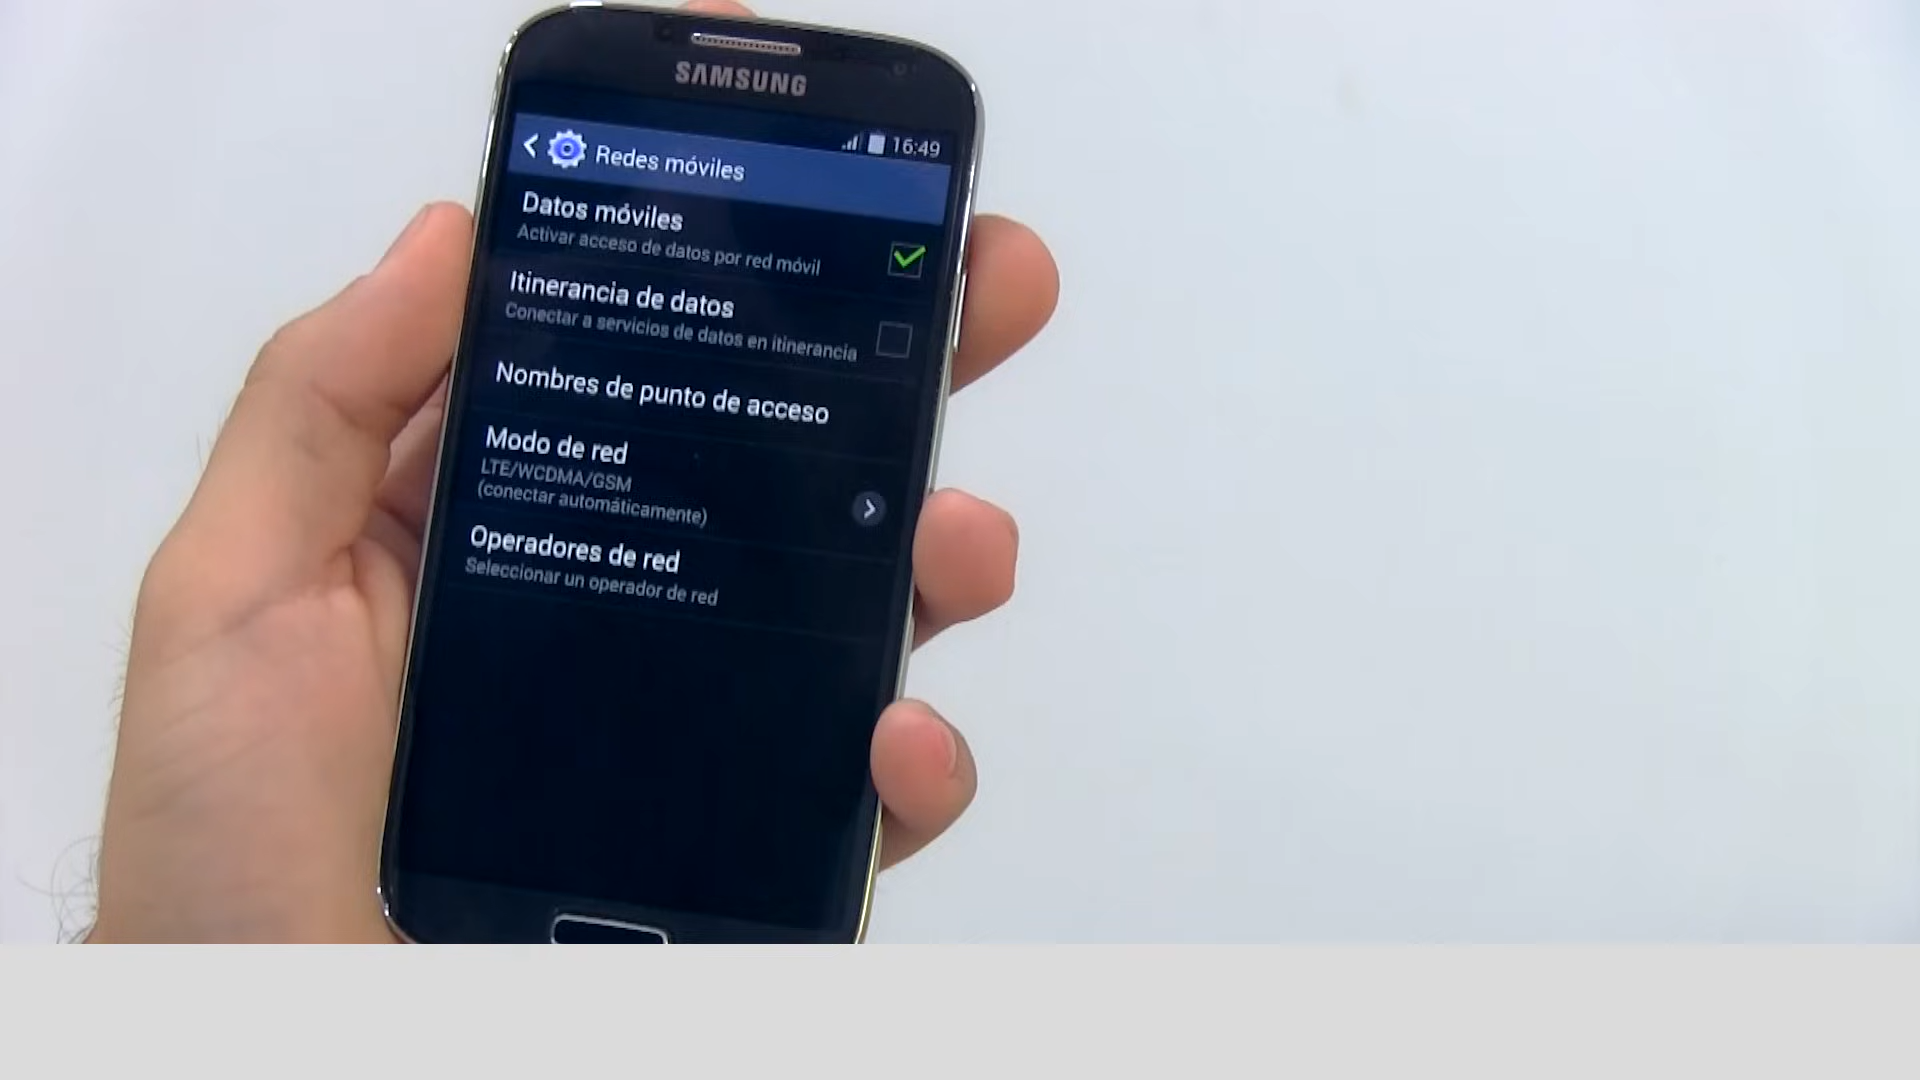 SAMSUNG
16:49
Redes móviles
Datos móviles
Activar acceso de datos por red móvil
Itinerancia de datos
Conectar a servicios de datos en itinerancia
Nombres de punto de acceso
Modo de red
LTE/WCDMA/GSM
(conectar automáticamente)
Operadores de red
Seleccionar un operador de red